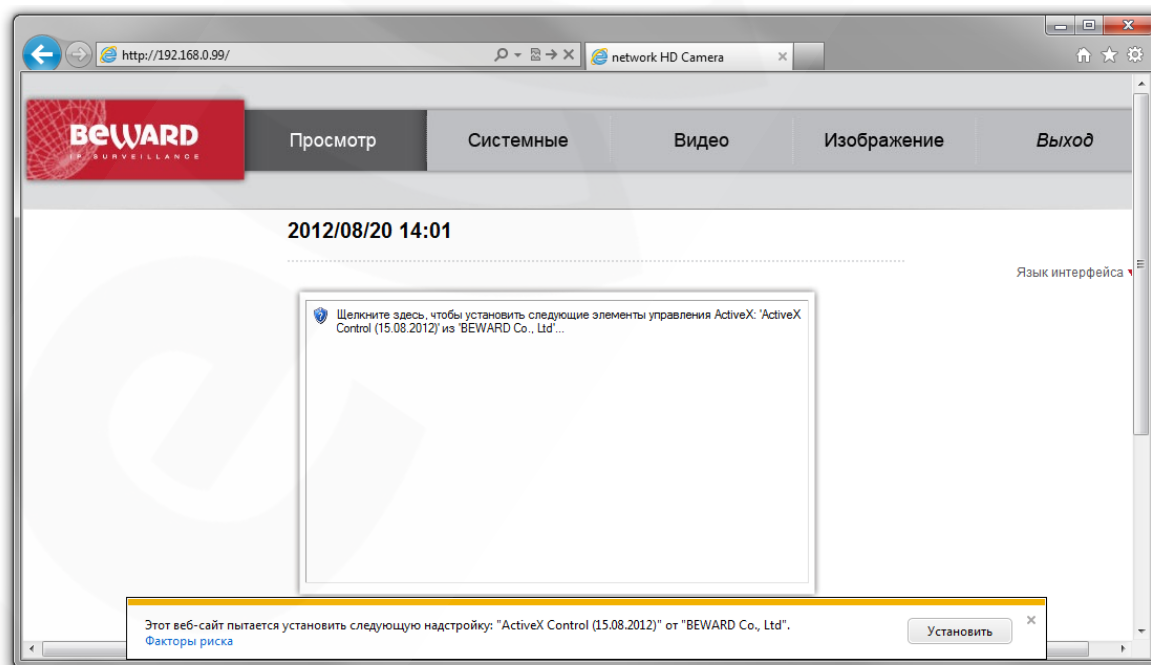 http://192.168.0.99/
network HD Camera
BEWARD
IP SURVEILLANCE
Просмотр
Системные
Видео
Изображение
Выход
2012/08/20 14:01
Язык интерфейса
Щелкните здесь, чтобы установить следующие элементы управления ActiveX: 'ActiveX
Control (15.08.2012)' из 'BEWARD Co., Ltd'...
Этот веб-сайт пытается установить следующую надстройку: "ActiveX Control (15.08.2012)" от "BEWARD Co., Ltd".
Факторы риска
Установить